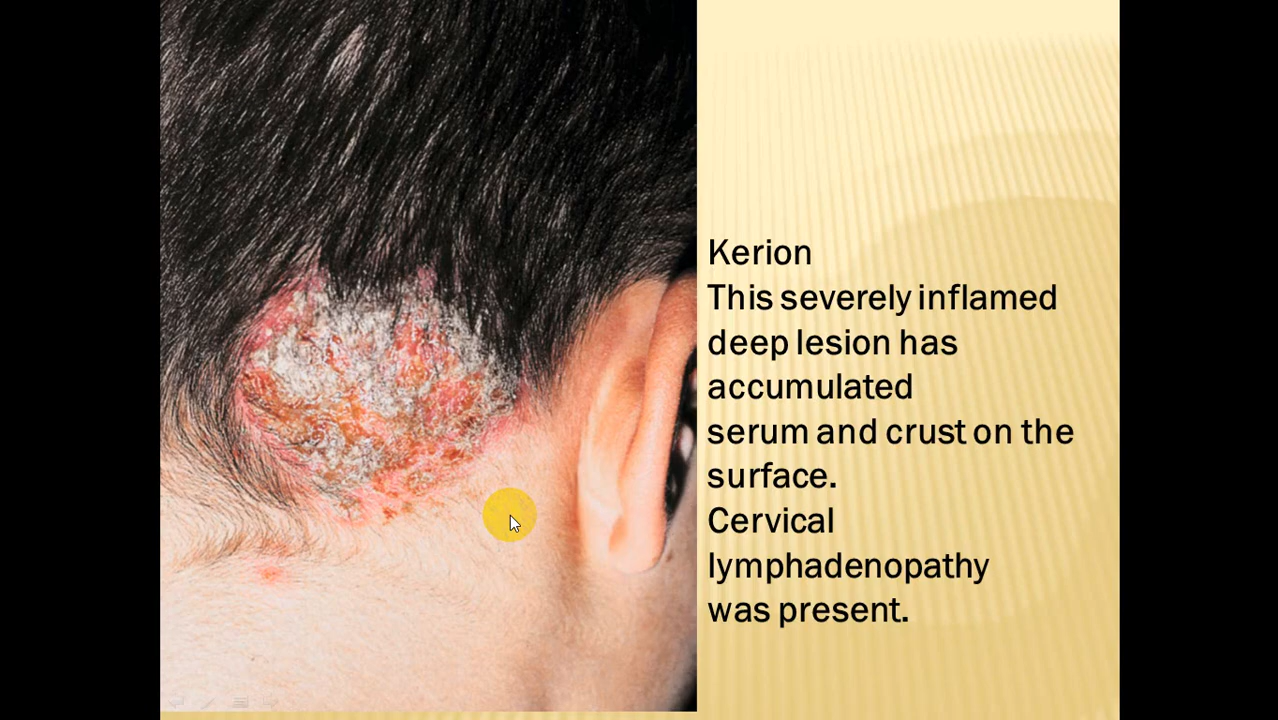 Kerion
This severely inflamed
deep lesion has
accumulated
serum and crust on the
surface.
Cervical
lymphadenopathy
was present.